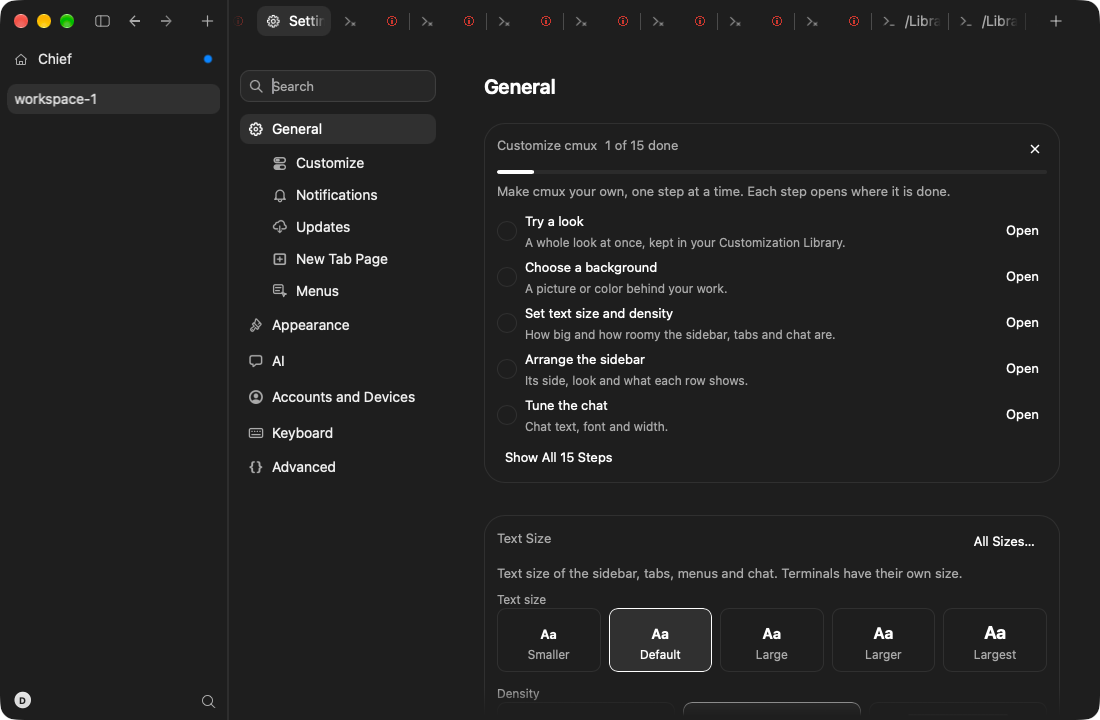 Settin
/Libra
/Libra
Chief
workspace-1
D
Search
General
Customize
Notifications
Updates
New Tab Page
Menus
Appearance
AI
Accounts and Devices
Keyboard
Advanced
General
Customize cmux 1 of 15 done
Make cmux your own, one step at a time. Each step opens where it is done.
Try a look
A whole look at once, kept in your Customization Library.
Open
Choose a background
A picture or color behind your work.
Open
Set text size and density
How big and how roomy the sidebar, tabs and chat are.
Open
Arrange the sidebar
Its side, look and what each row shows.
Open
Tune the chat
Chat text, font and width.
Open
Show All 15 Steps
Text Size
All Sizes...
Text size of the sidebar, tabs, menus and chat. Terminals have their own size.
Text size
Aa Aa Aa Aa Aa
Smaller Default Large Larger Largest
Density